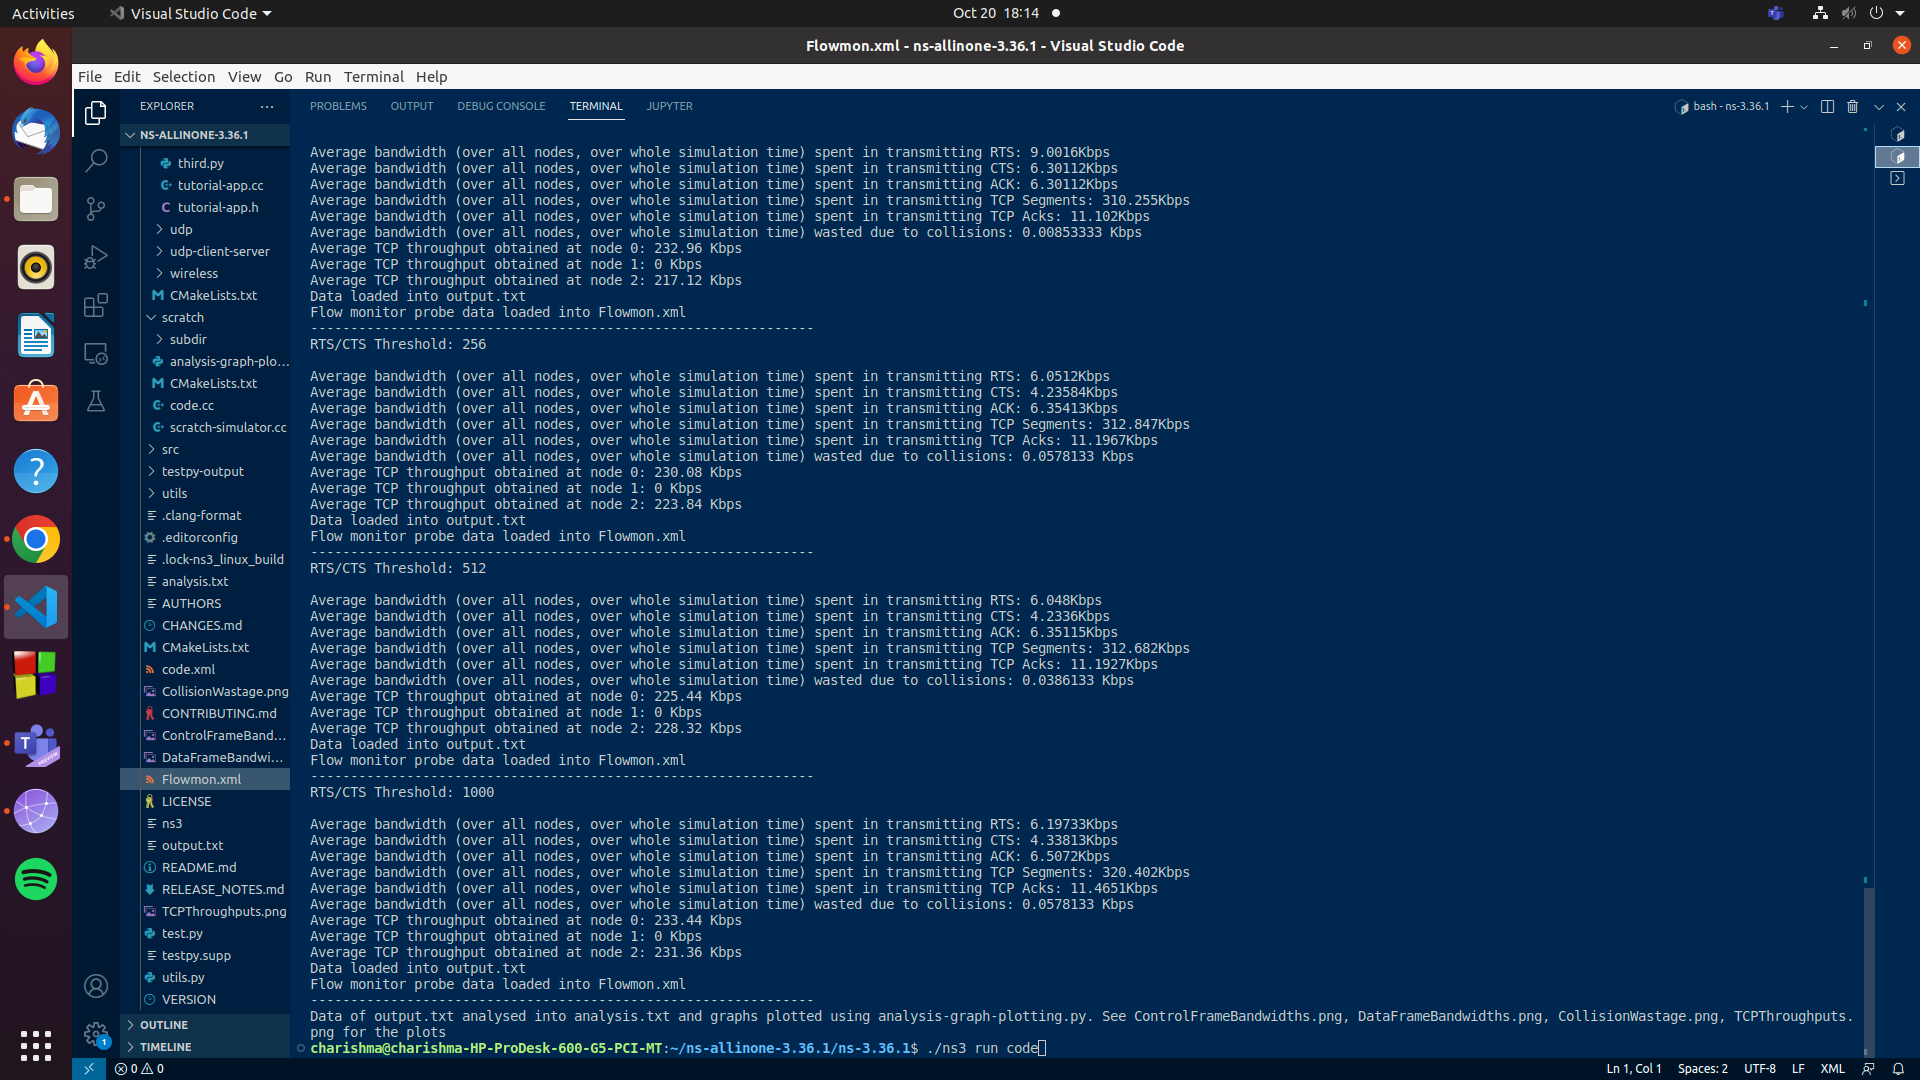 Activities
Visual Studio Code
Oct 20 18:14
Flowmon.xml - ns-allinone-3.36.1 - Visual Studio Code
File Edit Selection View Go Run Terminal Help
EXPLORER
NS-ALLINONE-3.36.1
third.py
tutorial-app.cc
tutorial-app.h
udp
udp-client-server
wireless
CMakeLists.txt
scratch
subdir
analysis-graph-plo...
CMakeLists.txt
code.cc
scratch-simulator.cc
src
testpy-output
utils
.clang-format
.editorconfig
.lock-ns3_linux_build
analysis.txt
AUTHORS
CHANGES.md
CMakeLists.txt
code.xml
CollisionWastage.png
CONTRIBUTING.md
ControlFrameBand...
DataFrameBandwi...
Flowmon.xml
LICENSE
ns3
output.txt
README.md
RELEASE_NOTES.md
TCPThroughputs.png
test.py
testpy.supp
utils.py
VERSION
OUTLINE
TIMELINE
PROBLEMS OUTPUT DEBUG CONSOLE TERMINAL JUPYTER
bash - ns-3.36.1
Average bandwidth (over all nodes, over whole simulation time) spent in transmitting RTS: 9.0016Kbps
Average bandwidth (over all nodes, over whole simulation time) spent in transmitting CTS: 6.30112Kbps
Average bandwidth (over all nodes, over whole simulation time) spent in transmitting ACK: 6.30112Kbps
Average bandwidth (over all nodes, over whole simulation time) spent in transmitting TCP Segments: 310.255Kbps
Average bandwidth (over all nodes, over whole simulation time) spent in transmitting TCP Acks: 11.102Kbps
Average bandwidth (over all nodes, over whole simulation time) wasted due to collisions: 0.00853333 Kbps
Average TCP throughput obtained at node 0: 232.96 Kbps
Average TCP throughput obtained at node 1: 0 Kbps
Average TCP throughput obtained at node 2: 217.12 Kbps
Data loaded into output.txt
Flow monitor probe data loaded into Flowmon.xml
---------------------------------------------------------------
RTS/CTS Threshold: 256
Average bandwidth (over all nodes, over whole simulation time) spent in transmitting RTS: 6.0512Kbps
Average bandwidth (over all nodes, over whole simulation time) spent in transmitting CTS: 4.23584Kbps
Average bandwidth (over all nodes, over whole simulation time) spent in transmitting ACK: 6.35413Kbps
Average bandwidth (over all nodes, over whole simulation time) spent in transmitting TCP Segments: 312.847Kbps
Average bandwidth (over all nodes, over whole simulation time) spent in transmitting TCP Acks: 11.1967Kbps
Average bandwidth (over all nodes, over whole simulation time) wasted due to collisions: 0.0578133 Kbps
Average TCP throughput obtained at node 0: 230.08 Kbps
Average TCP throughput obtained at node 1: 0 Kbps
Average TCP throughput obtained at node 2: 223.84 Kbps
Data loaded into output.txt
Flow monitor probe data loaded into Flowmon.xml
---------------------------------------------------------------
RTS/CTS Threshold: 512
Average bandwidth (over all nodes, over whole simulation time) spent in transmitting RTS: 6.048Kbps
Average bandwidth (over all nodes, over whole simulation time) spent in transmitting CTS: 4.2336Kbps
Average bandwidth (over all nodes, over whole simulation time) spent in transmitting ACK: 6.35115Kbps
Average bandwidth (over all nodes, over whole simulation time) spent in transmitting TCP Segments: 312.682Kbps
Average bandwidth (over all nodes, over whole simulation time) spent in transmitting TCP Acks: 11.1927Kbps
Average bandwidth (over all nodes, over whole simulation time) wasted due to collisions: 0.0386133 Kbps
Average TCP throughput obtained at node 0: 225.44 Kbps
Average TCP throughput obtained at node 1: 0 Kbps
Average TCP throughput obtained at node 2: 228.32 Kbps
Data loaded into output.txt
Flow monitor probe data loaded into Flowmon.xml
---------------------------------------------------------------
RTS/CTS Threshold: 1000
Average bandwidth (over all nodes, over whole simulation time) spent in transmitting RTS: 6.19733Kbps
Average bandwidth (over all nodes, over whole simulation time) spent in transmitting CTS: 4.33813Kbps
Average bandwidth (over all nodes, over whole simulation time) spent in transmitting ACK: 6.5072Kbps
Average bandwidth (over all nodes, over whole simulation time) spent in transmitting TCP Segments: 320.402Kbps
Average bandwidth (over all nodes, over whole simulation time) spent in transmitting TCP Acks: 11.4651Kbps
Average bandwidth (over all nodes, over whole simulation time) wasted due to collisions: 0.0578133 Kbps
Average TCP throughput obtained at node 0: 233.44 Kbps
Average TCP throughput obtained at node 1: 0 Kbps
Average TCP throughput obtained at node 2: 231.36 Kbps
Data loaded into output.txt
Flow monitor probe data loaded into Flowmon.xml
---------------------------------------------------------------
Data of output.txt analysed into analysis.txt and graphs plotted using analysis-graph-plotting.py. See ControlFrameBandwidths.png, DataFrameBandwidths.png, CollisionWastage.png, TCPThroughputs.
png for the plots
charishma@charishma-HP-ProDesk-600-G5-PCI-MT:~/ns-allinone-3.36.1/ns-3.36.1$ ./ns3 run code
1
0 0
Ln 1, Col 1 Spaces: 2 UTF-8 LF XML